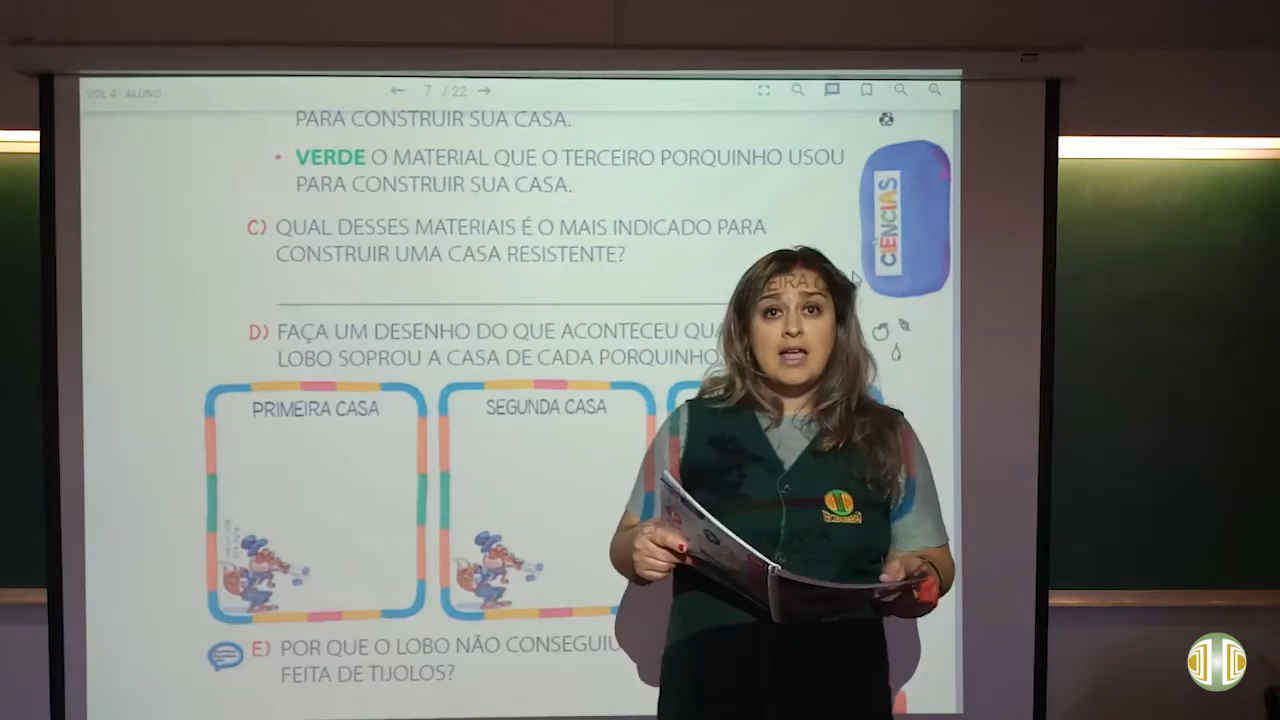 VOL 4 - ALUNO
7 / 22
PARA CONSTRUIR SUA CASA.
• VERDE O MATERIAL QUE O TERCEIRO PORQUINHO USOU
PARA CONSTRUIR SUA CASA.
CIÊNCIAS
C) QUAL DESSES MATERIAIS É O MAIS INDICADO PARA
CONSTRUIR UMA CASA RESISTENTE?
D) FAÇA UM DESENHO DO QUE ACONTECEU
LOBO SOPROU A CASA DE CADA PORQUINHO.
PRIMEIRA CASA
SEGUNDA CASA
E) POR QUE O LOBO NÃO CONSEGUIU
FEITA DE TIJOLOS?